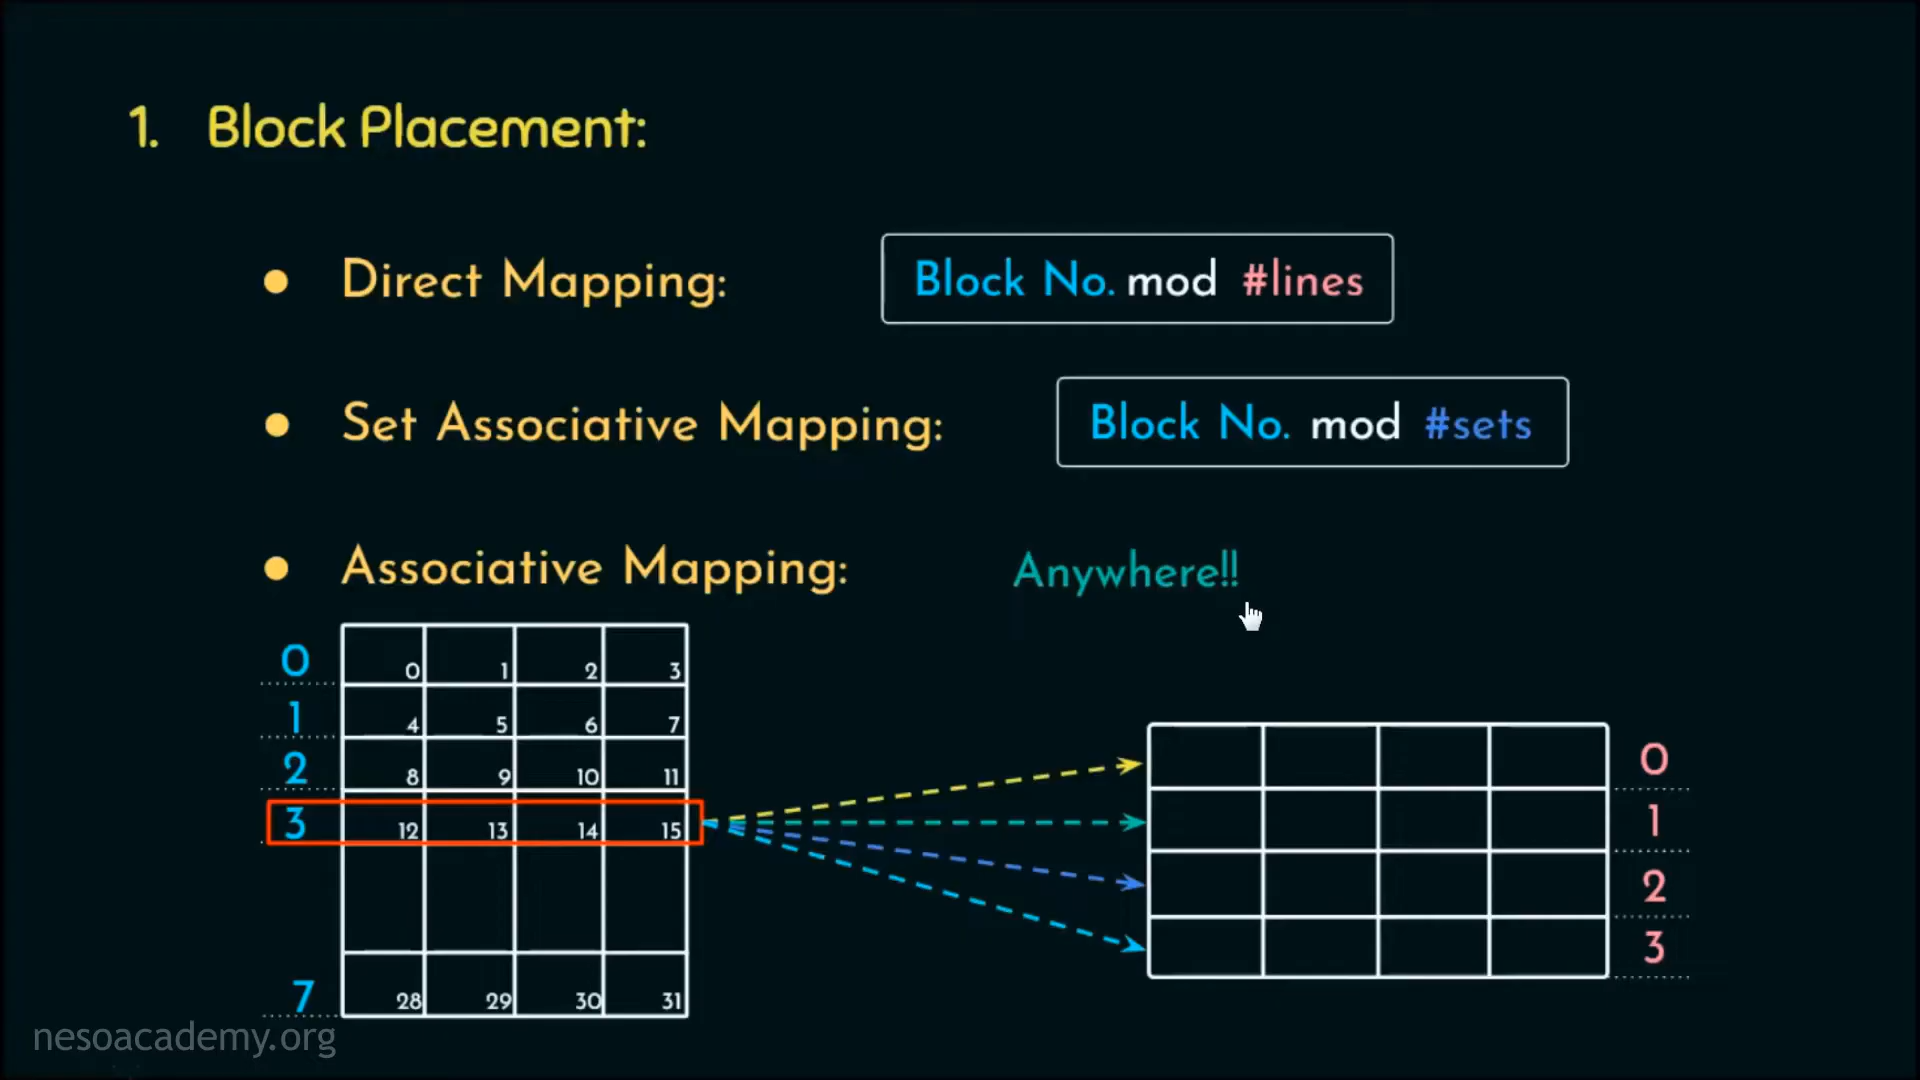 1. Block Placement:
● Direct Mapping: Block No. mod #lines
● Set Associative Mapping: Block No. mod #sets
● Associative Mapping: Anywhere!!
0 0 1 2 3
1 4 5 6 7
2 8 9 10 11
3 12 13 14 15
7 28 29 30 31
0
1
2
3
nesoacademy.org